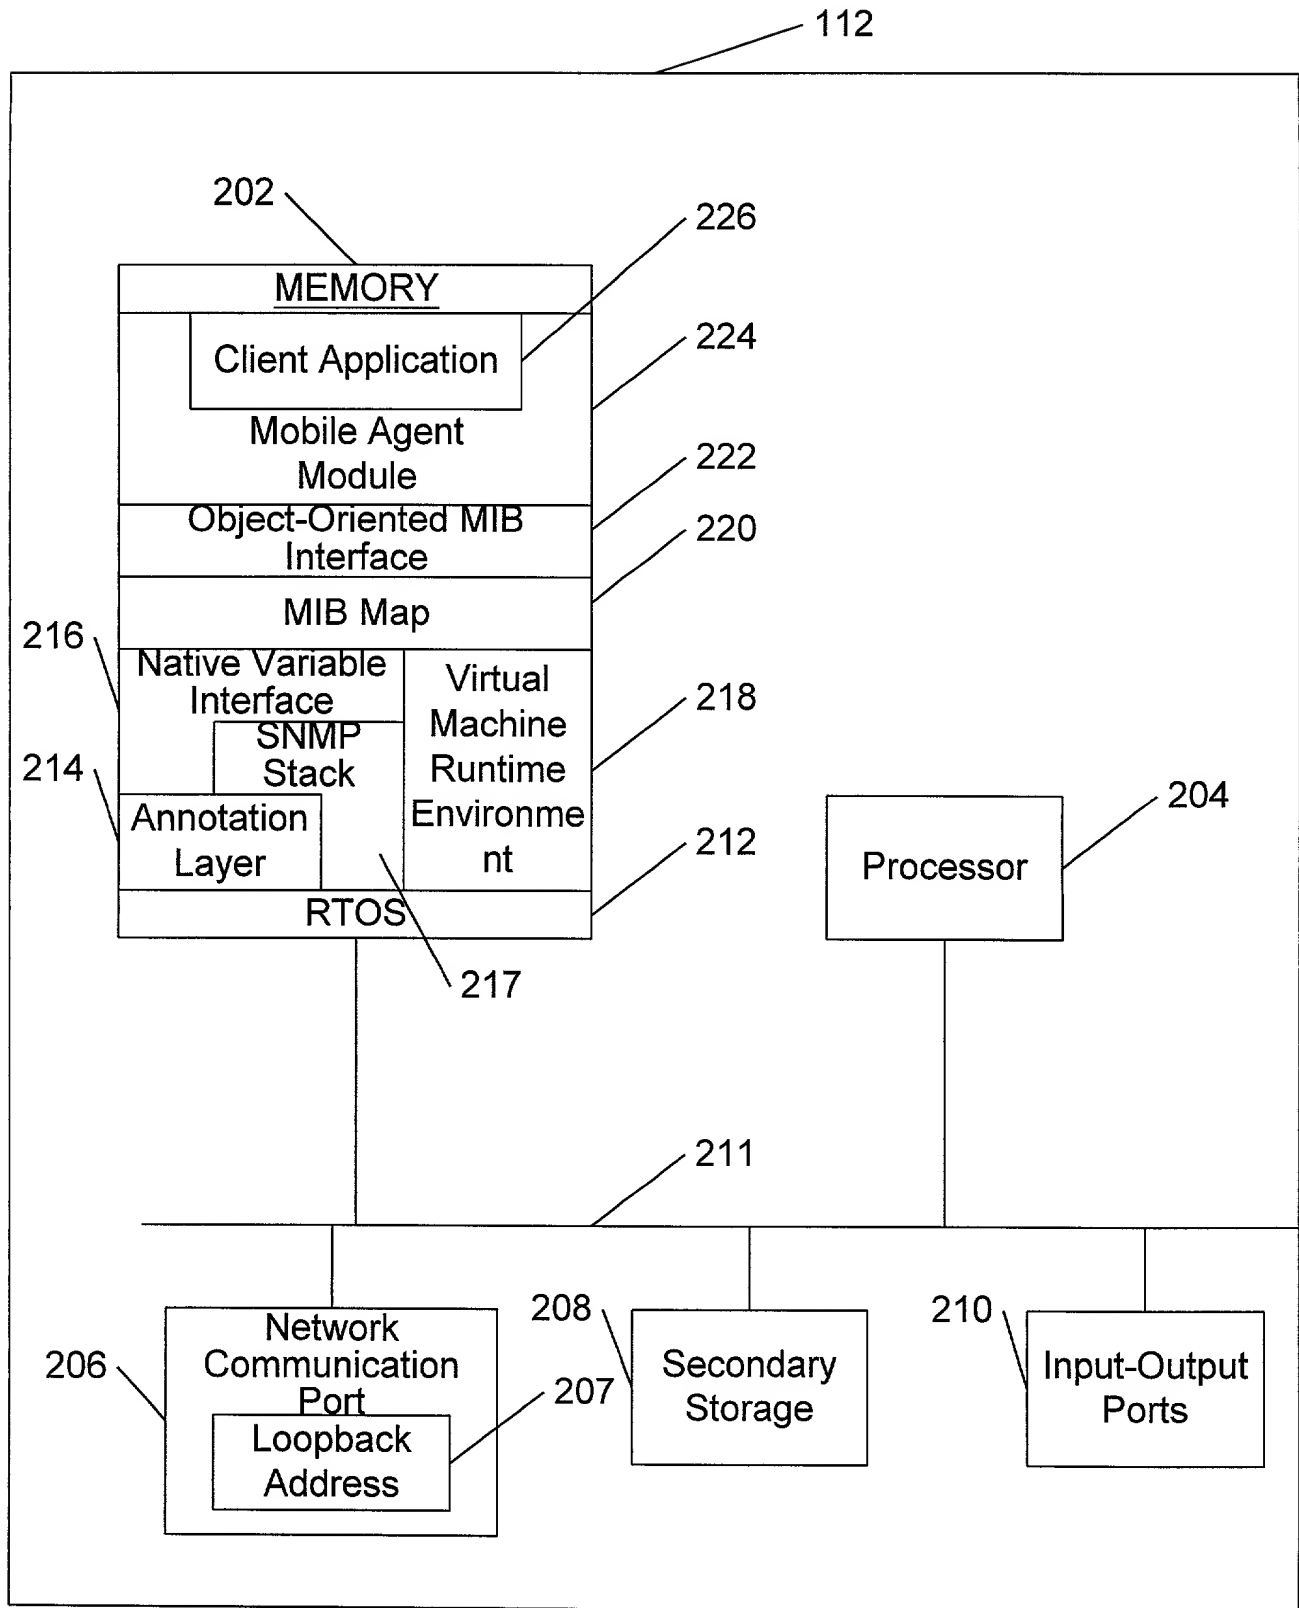 112
202
226
MEMORY
Client Application
224
Mobile Agent
Module
222
Object-Oriented MIB
Interface
220
MIB Map
216
Native Variable
Interface
Virtual
Machine
Runtime
Environme
nt
218
SNMP
Stack
214
Annotation
Layer
212
RTOS
217
204
Processor
211
206
Network
Communication
Port
207
Loopback
Address
208
Secondary
Storage
210
Input-Output
Ports